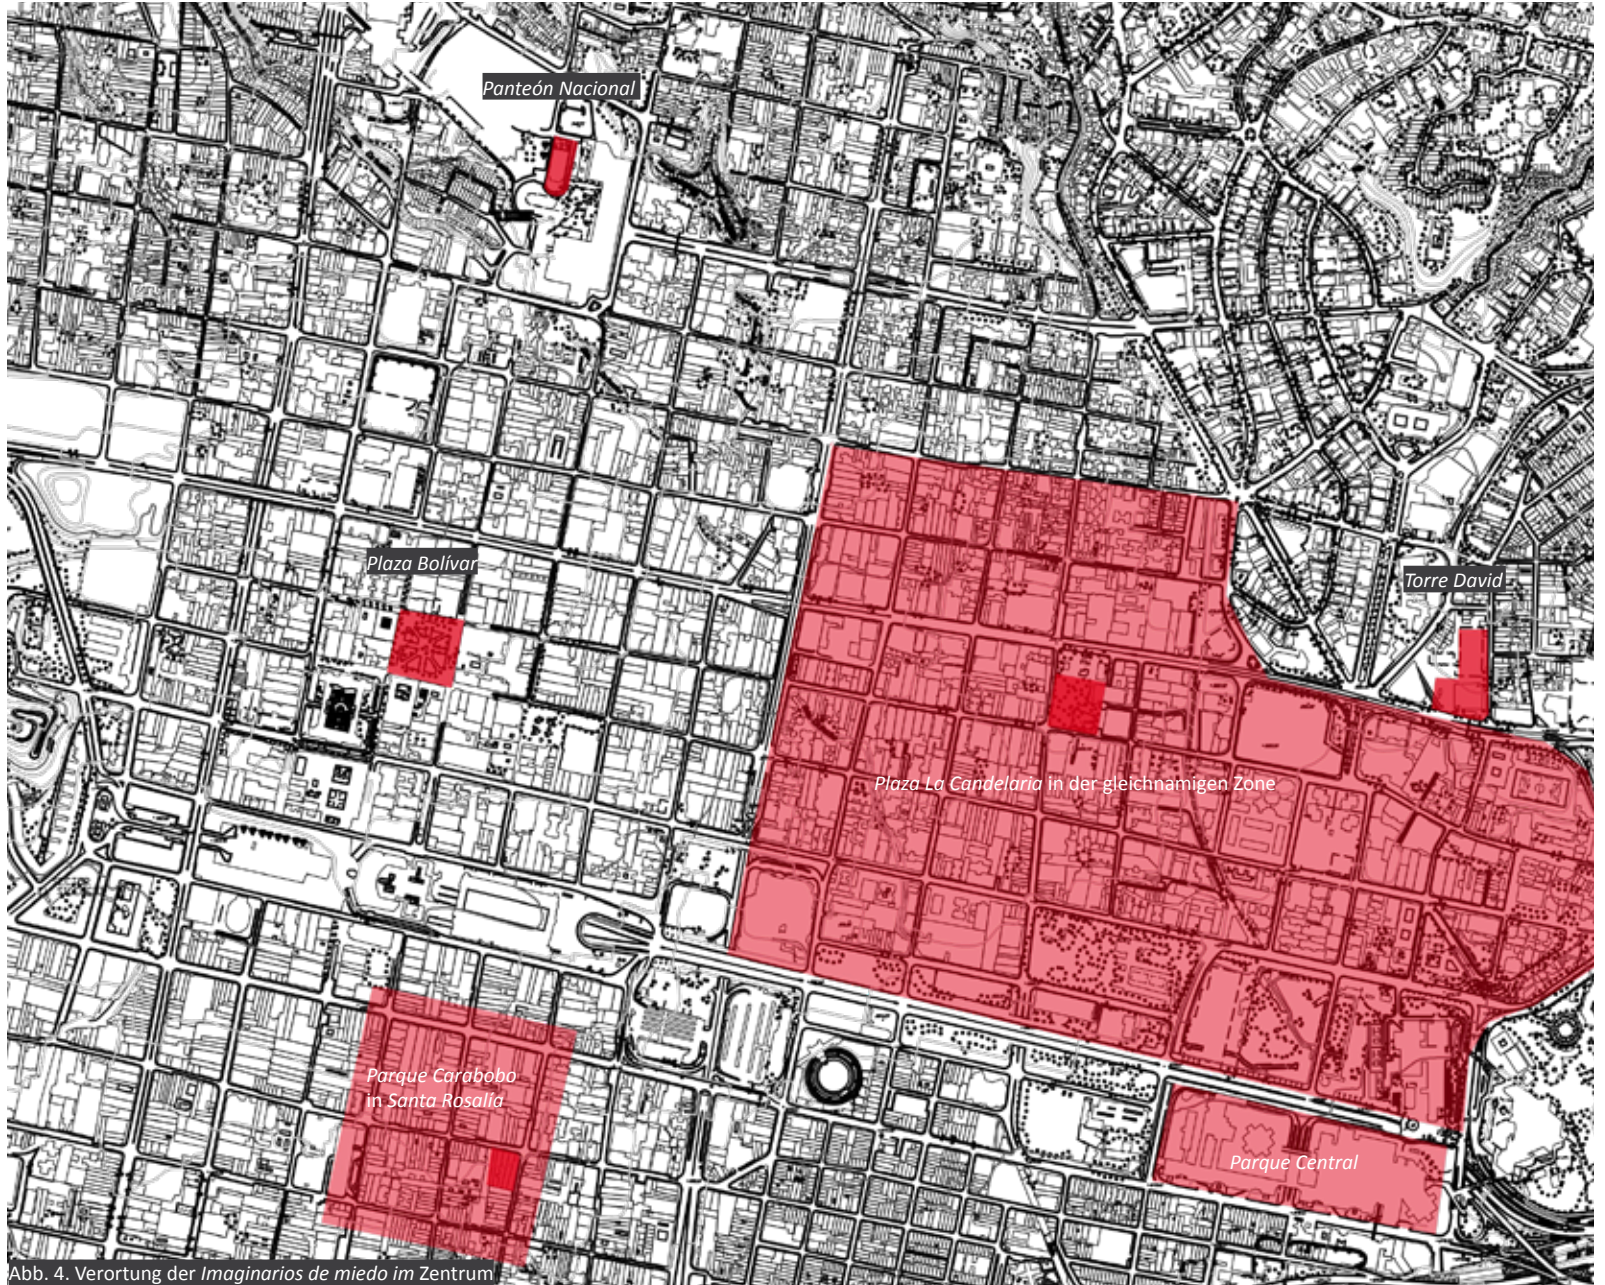 Panteón Nacional
Plaza Bolívar
Torre David
Plaza La Candelaria in der gleichnamigen Zone
Parque Carabobo
in Santa Rosalía
Parque Central
Abb. 4. Verortung der Imaginarios de miedo im Zentrum